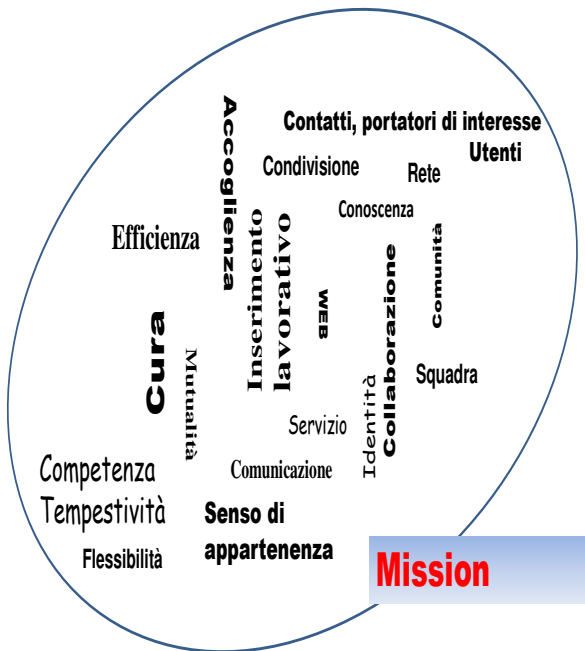 Accoglienza
Contatti, portatori di interesse
Utenti
Condivisione
Rete
Conoscenza
Efficienza
Inserimento
lavorativo
WEB
Comunità
Collaborazione
Cura
Mutualità
Squadra
Identità
Servizio
Competenza
Tempestività
Comunicazione
Senso di
appartenenza
Flessibilità
Mission